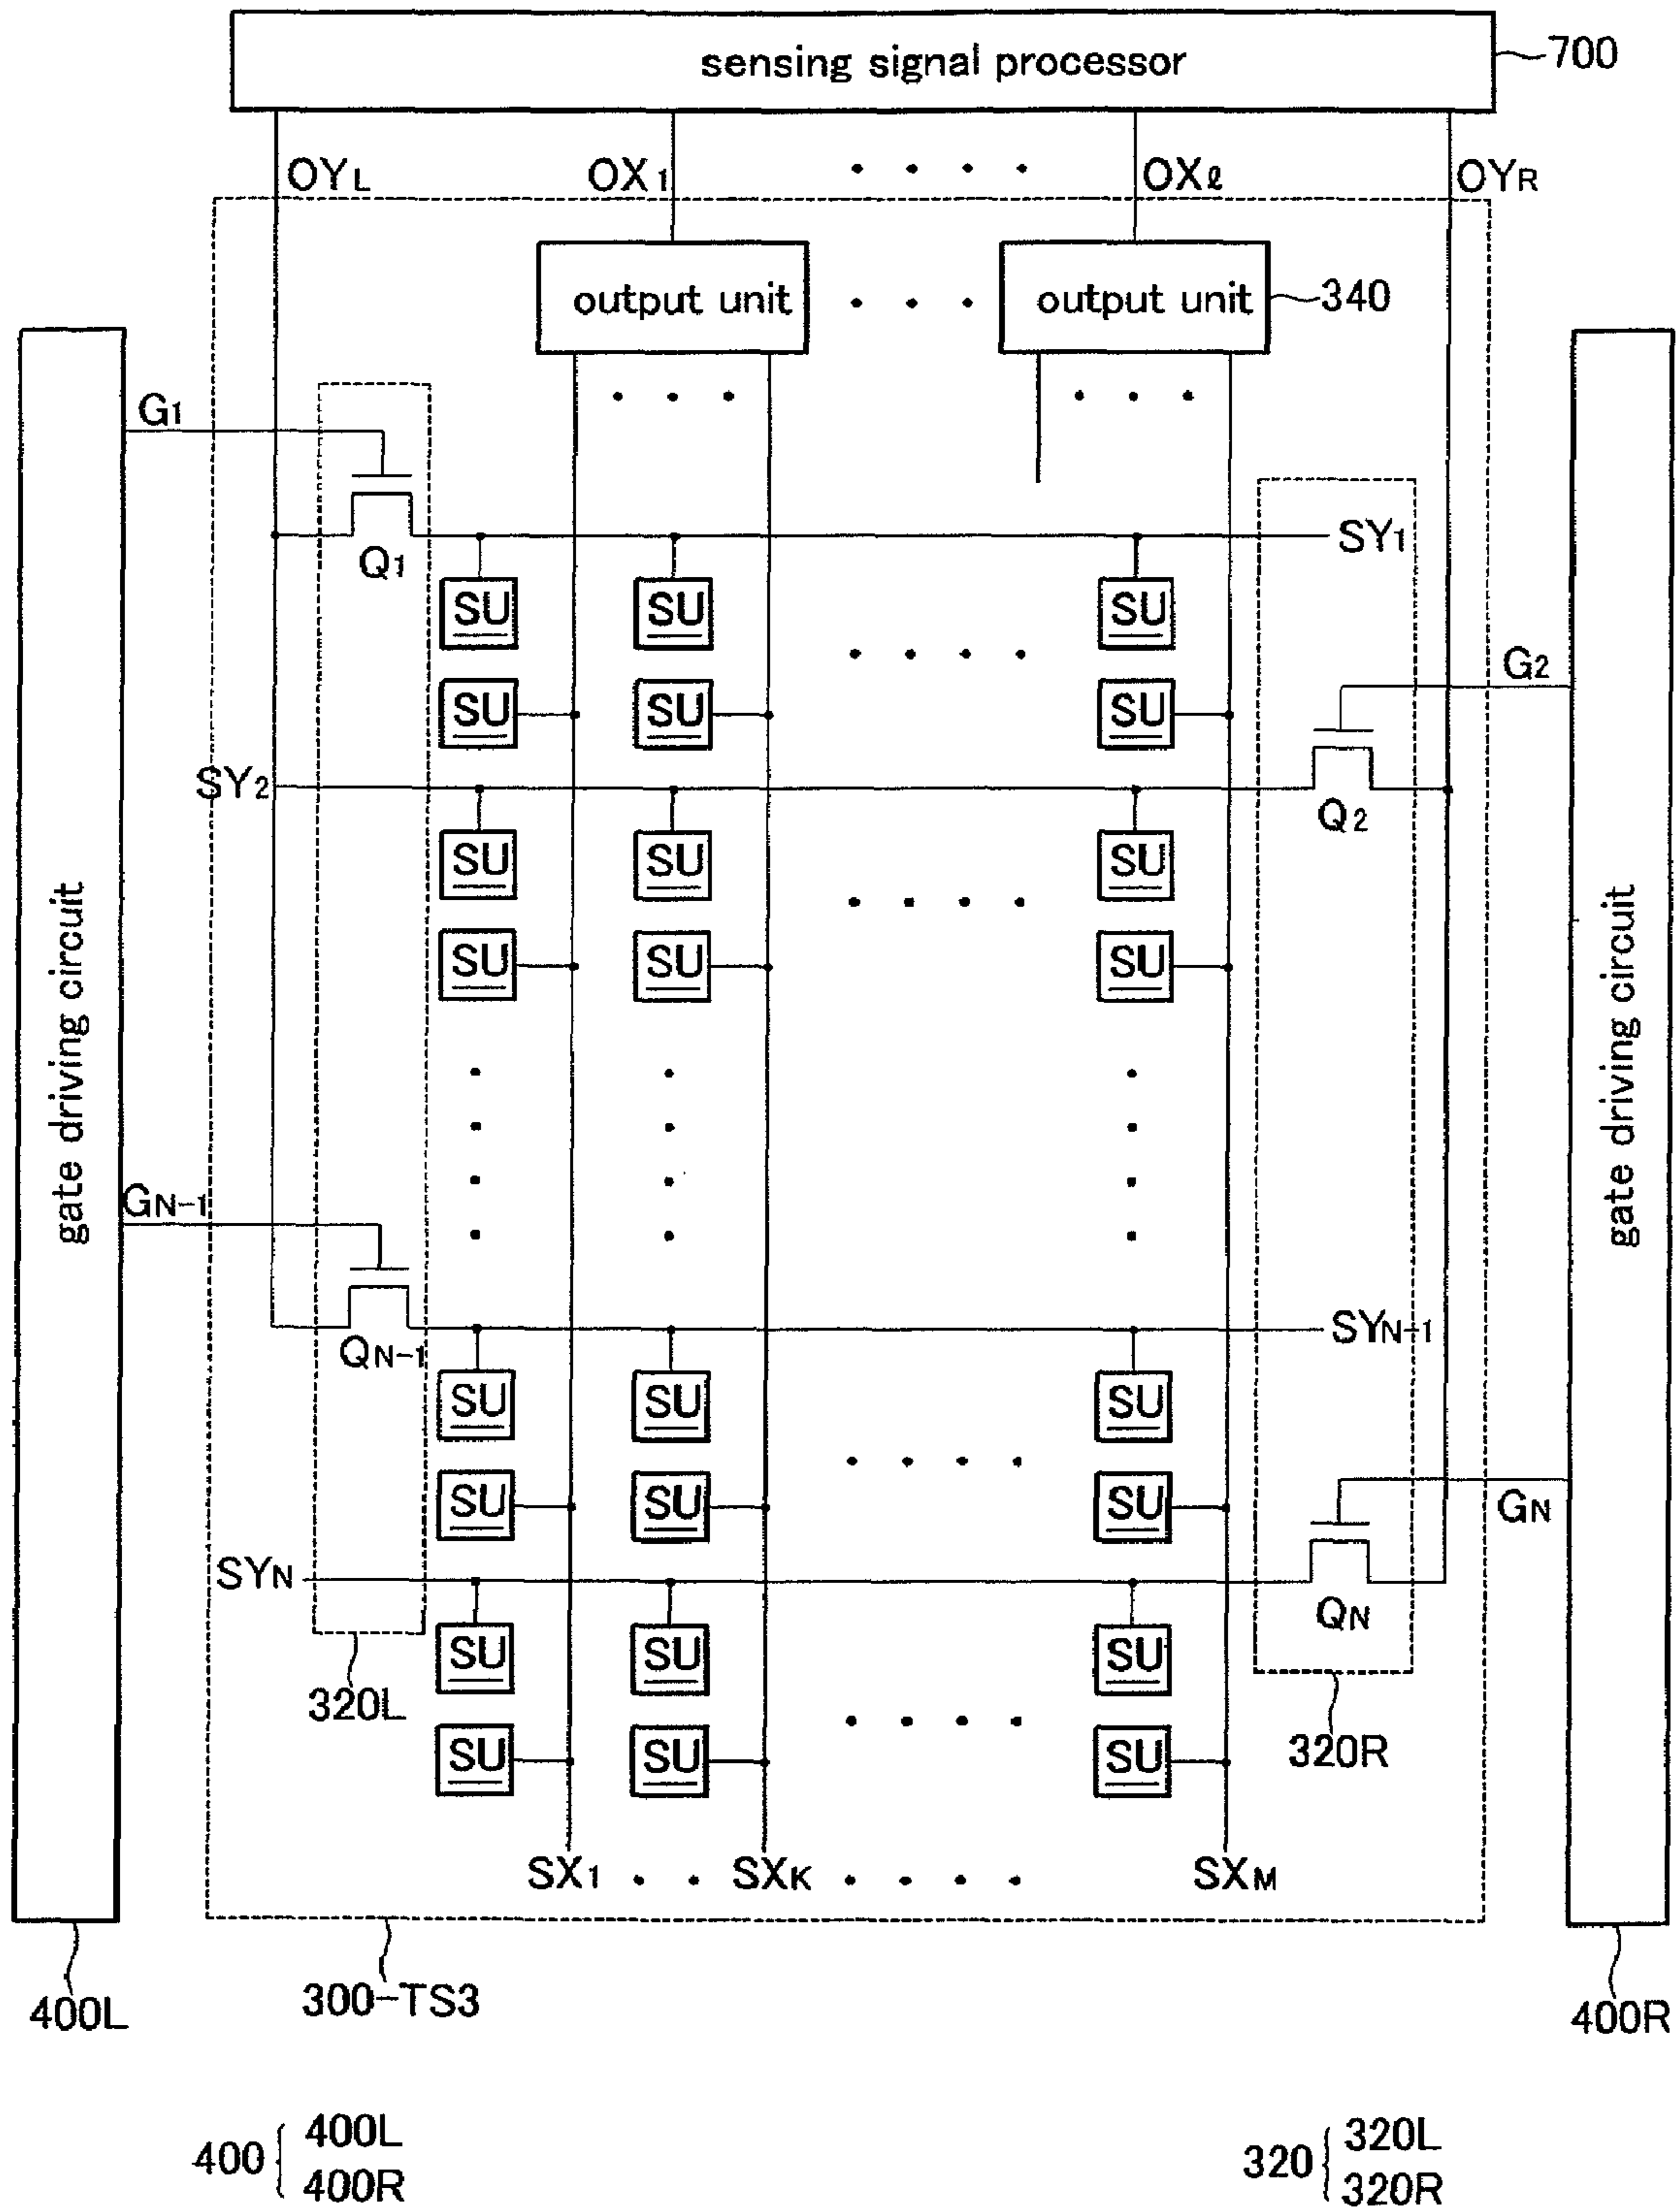 sensing signal processor 700
OYL OX1 OXℓ OYR
output unit output unit 340
G1
SY1
Q1
SU SU SU
G2
SU SU SU
SY2
Q2
SU SU SU
gate driving circuit
gate driving circuit
SU SU SU
GN-1
SYN-1
QN-1
SU SU SU
GN
SU SU SU
SYN
QN
SU SU SU
320L
320R
SU SU SU
SX1 SXK SXM
300-TS3
400L
400R
400 { 400L
400R
320 { 320L
320R